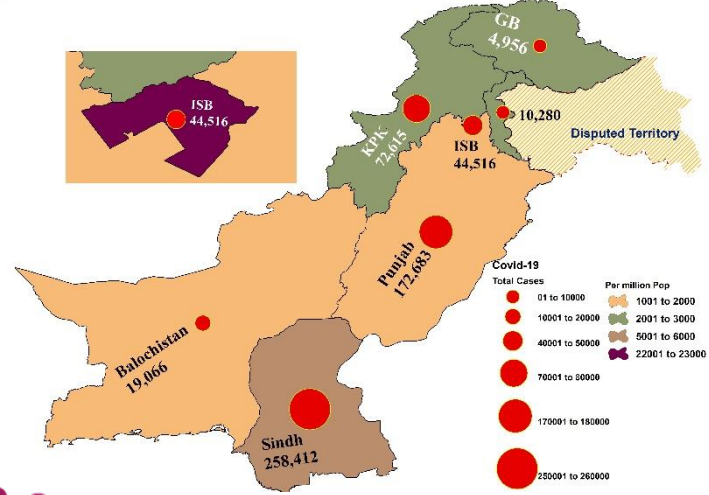 GB
4,956
ISB
44,516
10,280
Disputed Territory
KPK
72,615
ISB
44,516
Punjab
172,683
Balochistan
19,066
Sindh
258,412
Covid-19
Total Cases
01 to 10000
10001 to 20000
40001 to 50000
70001 to 80000
170001 to 180000
250001 to 260000
Per million Pop
1001 to 2000
2001 to 3000
5001 to 6000
22001 to 23000